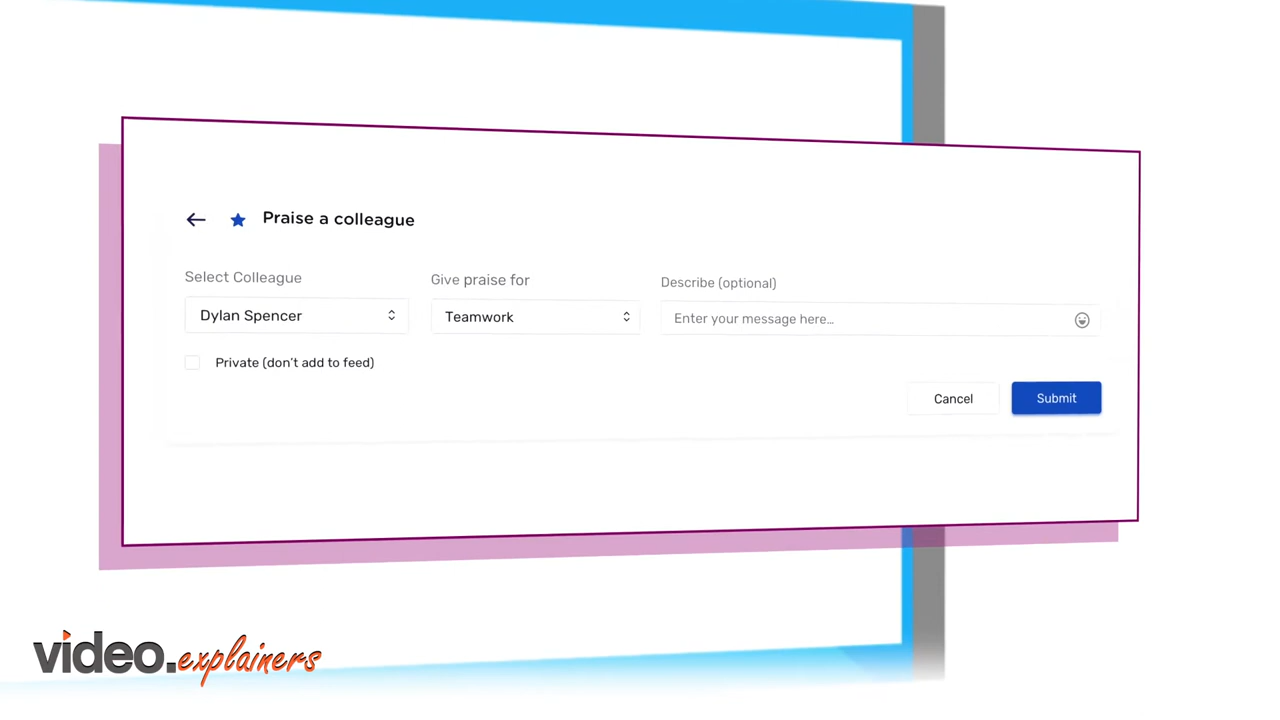 Praise a colleague
Select Colleague
Give praise for
Describe (optional)
Dylan Spencer
Teamwork
Enter your message here...
Private (don't add to feed)
Cancel
Submit
video.explainers